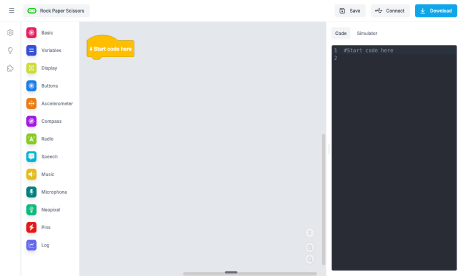 Rock Paper Scissors
Save
Connect
Download
Basic
Variables
Display
Buttons
Accelerometer
Compass
Radio
Speech
Music
Microphone
Neopixel
Pins
Log
# Start code here
Code
Simulator
1 #Start code here
2